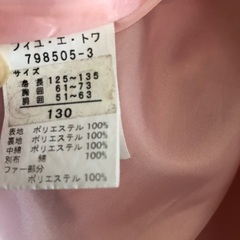 フィユ・エ・トワ
798505-3
サイズ
身長 125~135
胸囲 61~73
胴囲 51~63
130
表地 ポリエステル 100%
裏地 ポリエステル 100%
中綿 ポリエステル 100%
別布 綿 100%
ファー部分
ポリエステル 100%